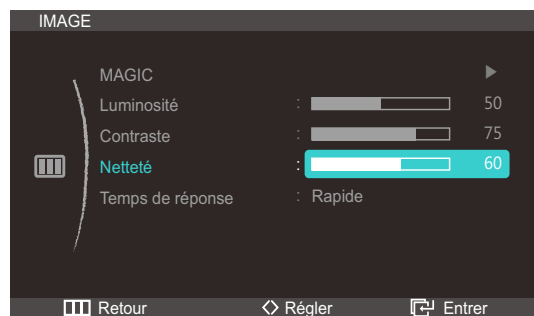 IMAGE
MAGIC
Luminosité : 50
Contraste : 75
Netteté : 60
Temps de réponse : Rapide
Retour Régler Entrer